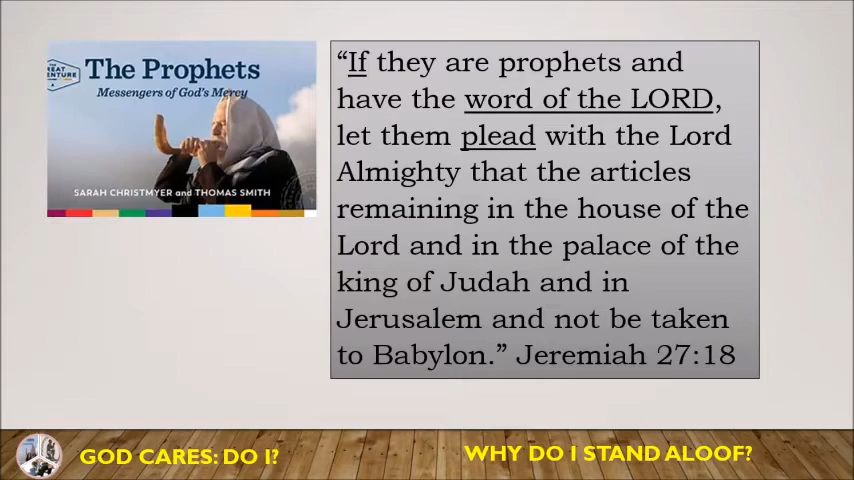 GREAT
The Prophets
ENTURE
Messengers of God's Mercy
SARAH CHRISTMYER and THOMAS SMITH
“If they are prophets and
have the word of the LORD,
let them plead with the Lord
Almighty that the articles
remaining in the house of the
Lord and in the palace of the
king of Judah and in
Jerusalem and not be taken
to Babylon.” Jeremiah 27:18
GOD CARES: DO I?
WHY DO I STAND ALOOF?